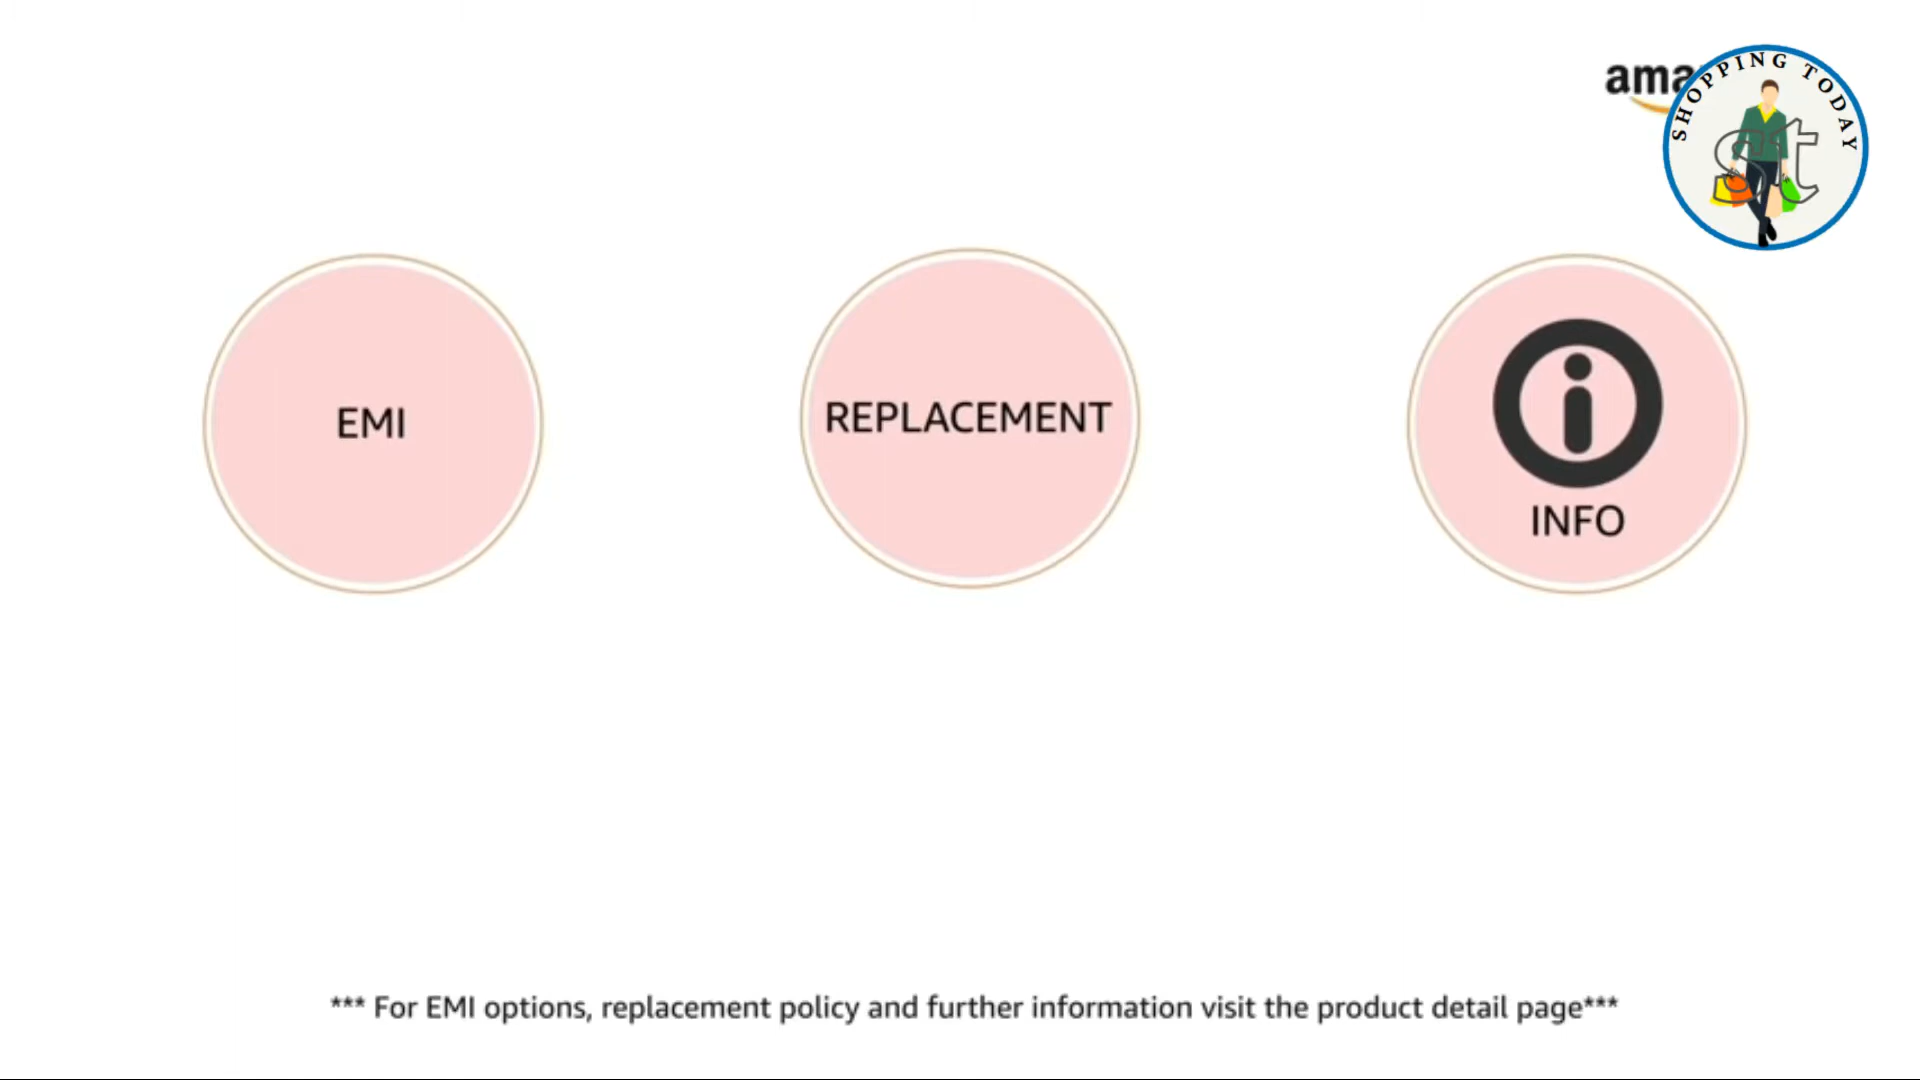 ama
SHOPPING TODAY
st
EMI
REPLACEMENT
INFO
*** For EMI options, replacement policy and further information visit the product detail page***